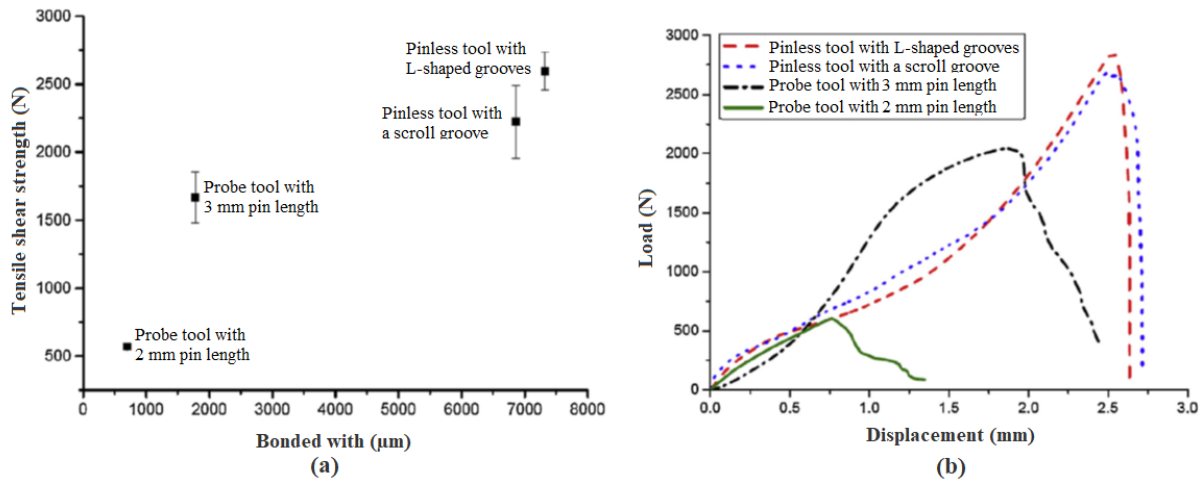 3000
2500
2000
1500
1000
500
Tensile shear strength (N)
Pinless tool with
L-shaped grooves
Pinless tool with
a scroll groove
Probe tool with
3 mm pin length
Probe tool with
2 mm pin length
0
1000
2000
3000
4000
5000
6000
7000
8000
Bonded with (μm)
(a)
3000
2500
2000
1500
1000
500
0
Load (N)
Pinless tool with L-shaped grooves
Pinless tool with a scroll groove
Probe tool with 3 mm pin length
Probe tool with 2 mm pin length
0.0
0.5
1.0
1.5
2.0
2.5
3.0
Displacement (mm)
(b)